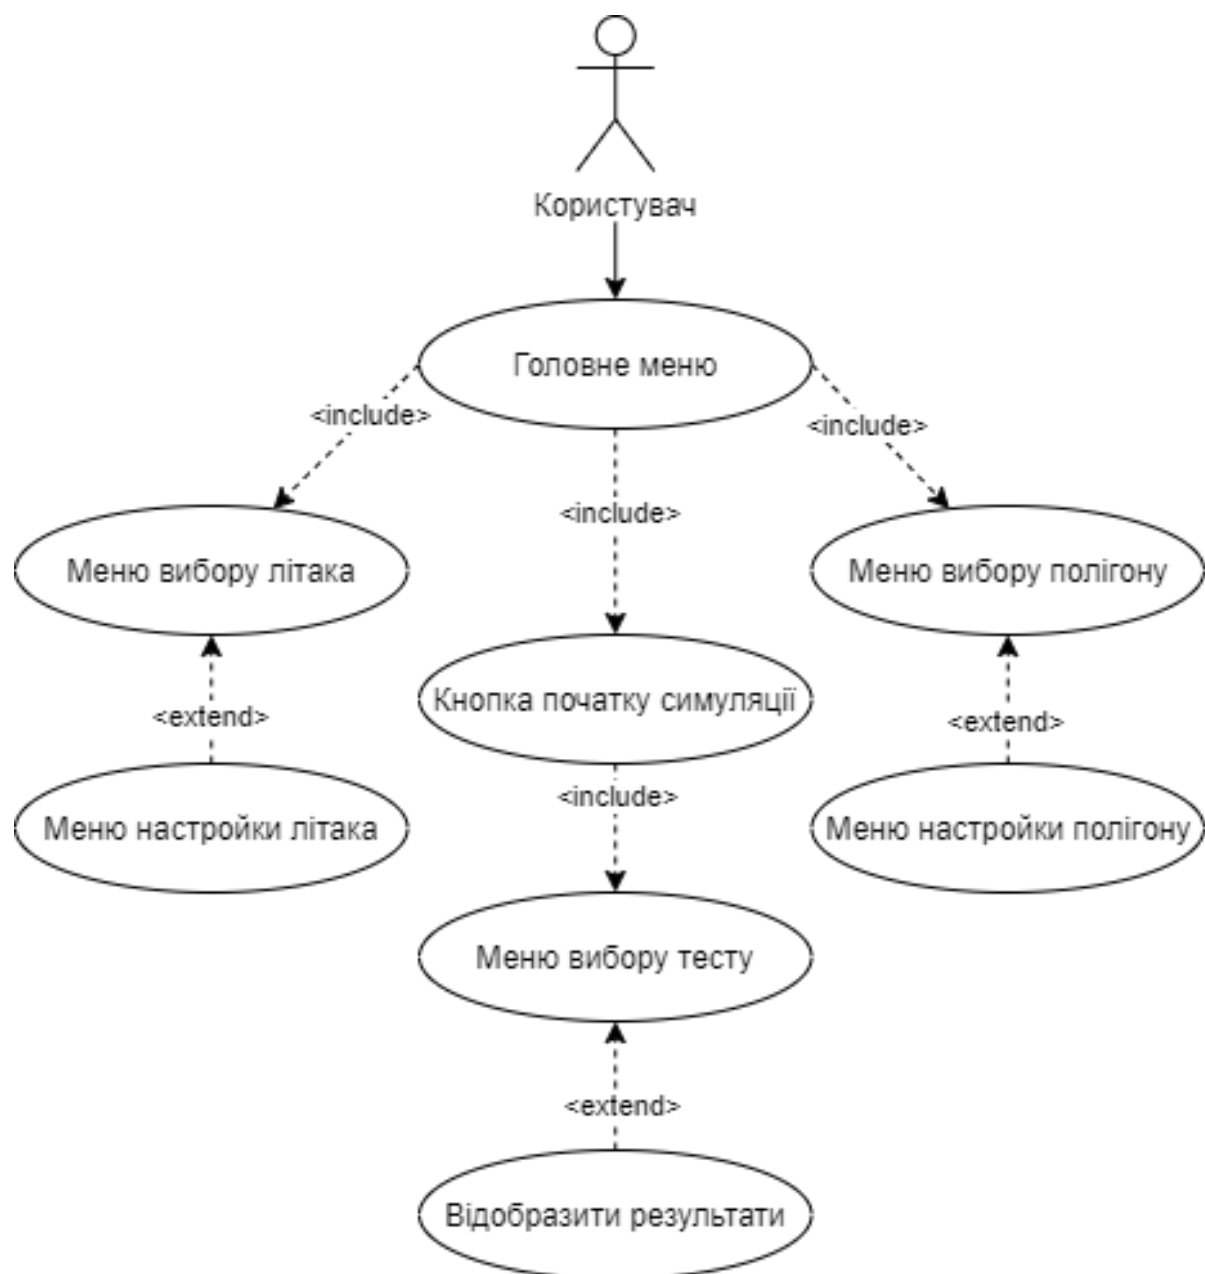 Користувач
Головне меню
<include>
<include>
<include>
Меню вибору літака
Меню вибору полігону
Кнопка початку симуляції
<extend>
<extend>
<include>
Меню настройки літака
Меню настройки полігону
Меню вибору тесту
<extend>
Відобразити результати